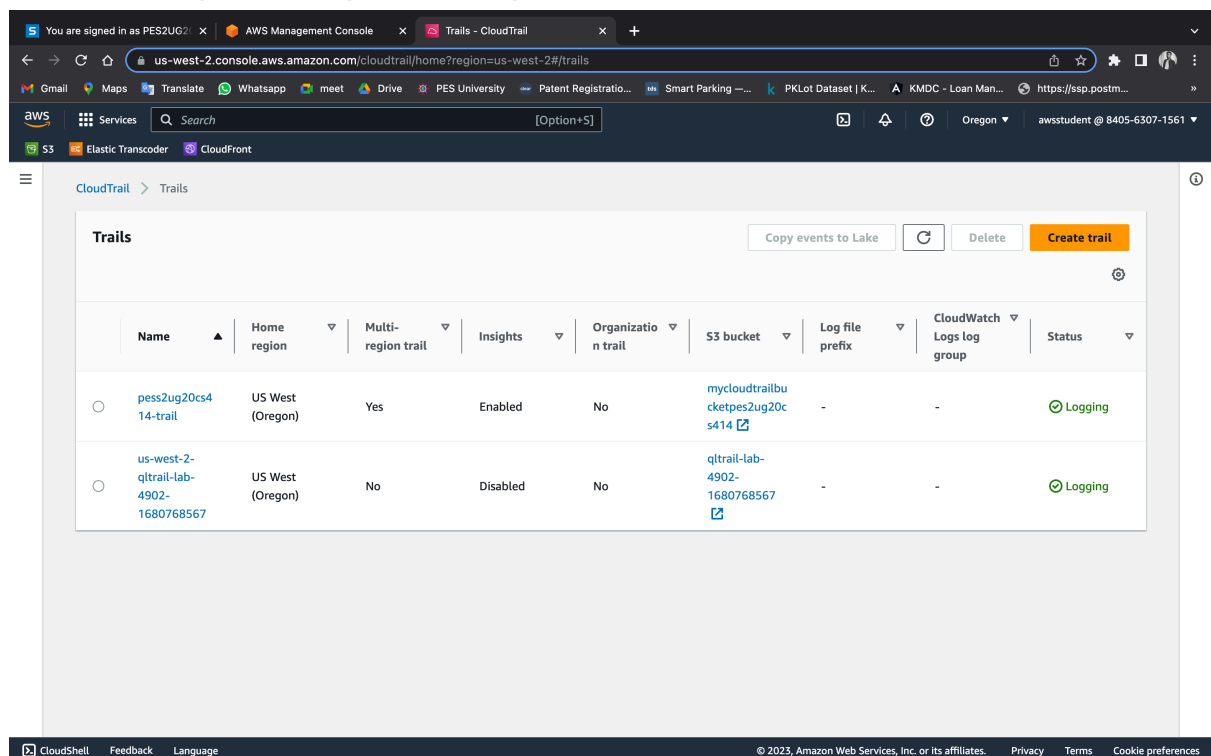 You are signed in as PES2UG2
AWS Management Console
Trails - CloudTrail
us-west-2.console.aws.amazon.com/cloudtrail/home?region=us-west-2#/trails
Gmail Maps Translate Whatsapp meet Drive PES University Patent Registratio... Smart Parking —... PKLot Dataset | K... KMDC - Loan Man... https://ssp.postm... »
aws Services Search [Option+S] Oregon awsstudent @ 8405-6307-1561
S3 Elastic Transcoder CloudFront
CloudTrail > Trails
Trails
Copy events to Lake Delete Create trail
Name
Home
region
Multi-
region trail
Insights
Organizatio
n trail
S3 bucket
Log file
prefix
CloudWatch
Logs log
group
Status
pess2ug20cs4
14-trail
US West
(Oregon)
Yes
Enabled
No
mycloudtrailbu
cketpes2ug20c
s414
-
-
Logging
us-west-2-
qltrail-lab-
4902-
1680768567
US West
(Oregon)
No
Disabled
No
qltrail-lab-
4902-
1680768567
-
-
Logging
CloudShell Feedback Language © 2023, Amazon Web Services, Inc. or its affiliates. Privacy Terms Cookie preferences